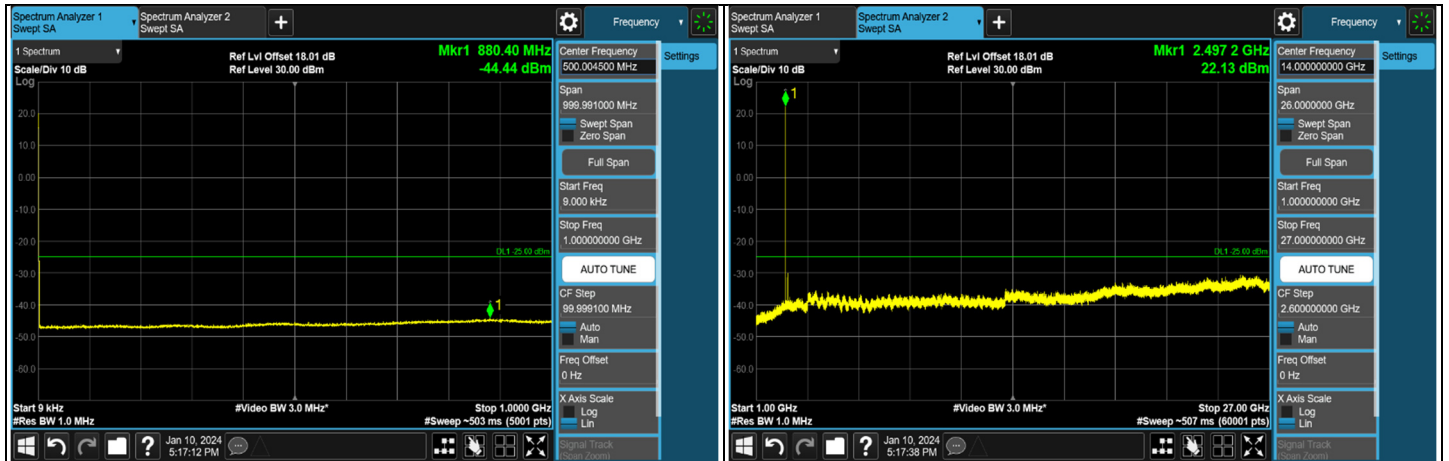 Spectrum Analyzer 1
Swept SA
Spectrum Analyzer 2
Swept SA
Frequency
1 Spectrum
Scale/Div 10 dB
Log
Ref Lvl Offset 18.01 dB
Ref Level 30.00 dBm
Mkr1 880.40 MHz
-44.44 dBm
20.0
10.0
0.00
-10.0
-20.0
-30.0
-40.0
-50.0
-60.0
DL1 -25.00 dBm
1
Start 9 kHz
#Res BW 1.0 MHz
#Video BW 3.0 MHz*
Stop 1.0000 GHz
#Sweep ~503 ms (5001 pts)
Jan 10, 2024
5:17:12 PM
Center Frequency
500.004500 MHz
Settings
Span
999.991000 MHz
Swept Span
Zero Span
Full Span
Start Freq
9.000 kHz
Stop Freq
1.000000000 GHz
AUTO TUNE
CF Step
99.999100 MHz
Auto
Man
Freq Offset
0 Hz
X Axis Scale
Log
Lin
Signal Track
(Span Zoom)
Spectrum Analyzer 1
Swept SA
Spectrum Analyzer 2
Swept SA
Frequency
1 Spectrum
Scale/Div 10 dB
Log
Ref Lvl Offset 18.01 dB
Ref Level 30.00 dBm
Mkr1 2.497 2 GHz
22.13 dBm
20.0
10.0
0.00
-10.0
-20.0
-30.0
-40.0
-50.0
-60.0
DL1 -25.00 dBm
1
Start 1.00 GHz
#Res BW 1.0 MHz
#Video BW 3.0 MHz*
Stop 27.00 GHz
#Sweep ~507 ms (60001 pts)
Jan 10, 2024
5:17:38 PM
Center Frequency
14.00000000 GHz
Settings
Span
26.0000000 GHz
Swept Span
Zero Span
Full Span
Start Freq
1.000000000 GHz
Stop Freq
27.000000000 GHz
AUTO TUNE
CF Step
2.600000000 GHz
Auto
Man
Freq Offset
0 Hz
X Axis Scale
Log
Lin
Signal Track
(Span Zoom)